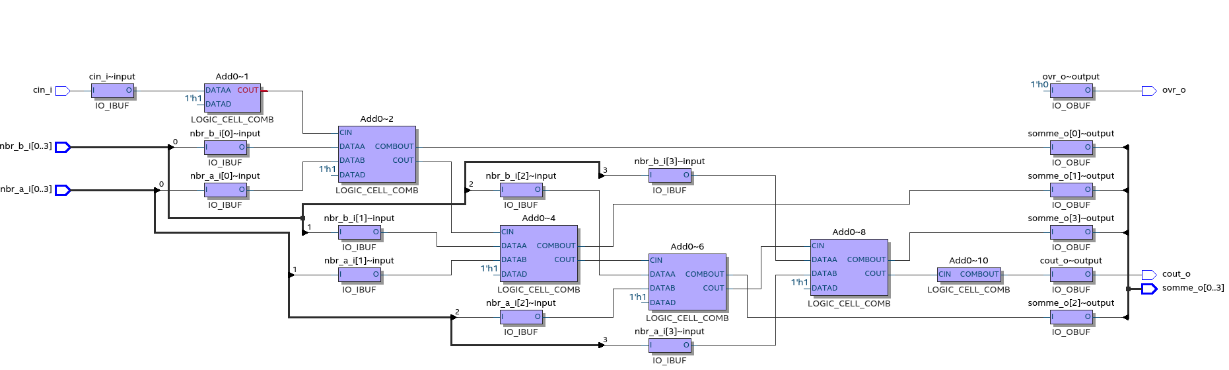 cin_i
cin_i~input
I O
IO_IBUF
Add0~1
DATAA COUT
1'h1
DATAD
LOGIC_CELL_COMB
ovr_o~output
1'h0
I O
IO_OBUF
ovr_o
nbr_b_i[0..3]
0
nbr_b_i[0]~input
I O
IO_IBUF
Add0~2
CIN
DATAA COMBOUT
DATAB COUT
1'h1
DATAD
LOGIC_CELL_COMB
somme_o[0]~output
I O
IO_OBUF
nbr_a_i[0..3]
0
nbr_a_i[0]~input
I O
IO_IBUF
2
nbr_b_i[2]~input
I O
IO_IBUF
3
nbr_b_i[3]~input
I O
IO_IBUF
somme_o[1]~output
I O
IO_OBUF
1
nbr_b_i[1]~input
I O
IO_IBUF
Add0~4
CIN
DATAA COMBOUT
DATAB COUT
1'h1
DATAD
LOGIC_CELL_COMB
Add0~6
CIN
DATAA COMBOUT
DATAB COUT
1'h1
DATAD
LOGIC_CELL_COMB
Add0~8
CIN
DATAA COMBOUT
DATAB COUT
1'h1
DATAD
LOGIC_CELL_COMB
somme_o[3]~output
I O
IO_OBUF
1
nbr_a_i[1]~input
I O
IO_IBUF
Add0~10
CIN COMBOUT
LOGIC_CELL_COMB
cout_o~output
I O
IO_OBUF
cout_o
somme_o[0..3]
2
nbr_a_i[2]~input
I O
IO_IBUF
somme_o[2]~output
I O
IO_OBUF
3
nbr_a_i[3]~input
I O
IO_IBUF